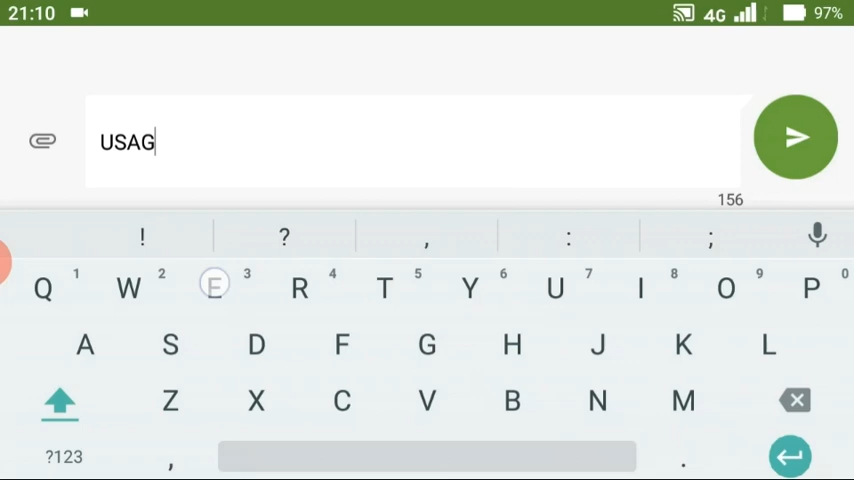 21:10 4G 97%
USAG
156
! ? , : ;
Q 1 W 2 E 3 R 4 T 5 Y 6 U 7 I 8 O 9 P 0
A S D F G H J K L
Z X C V B N M
?123 , .